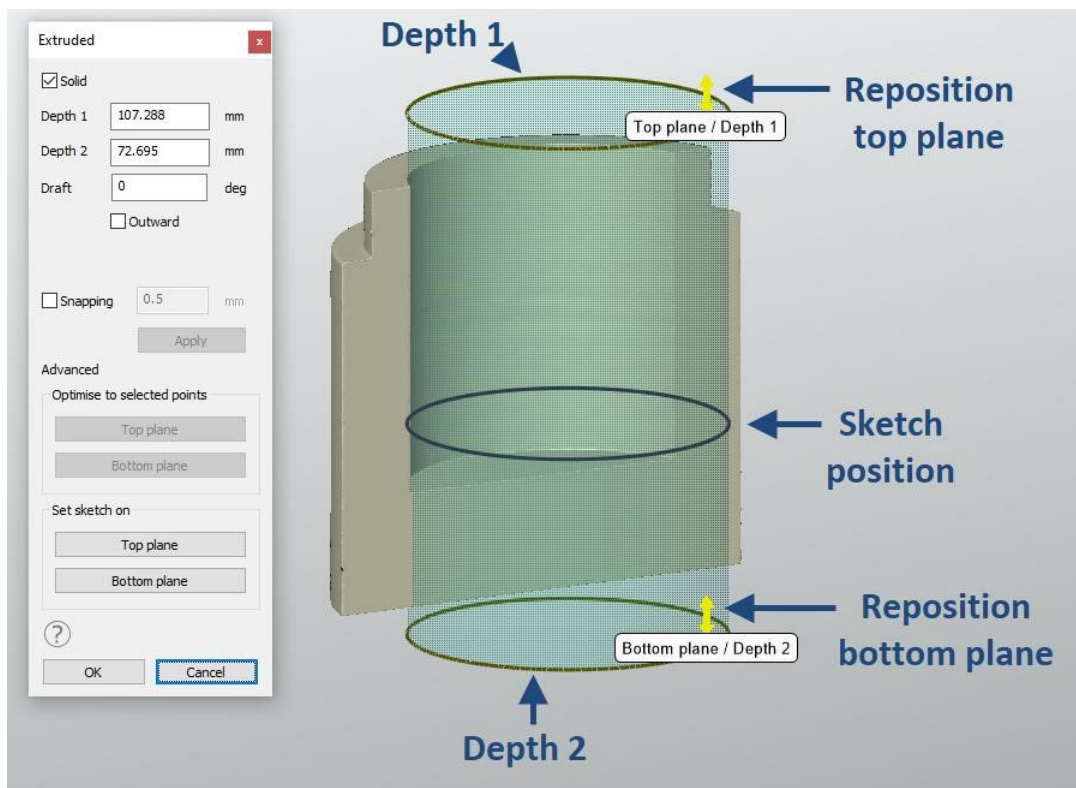 Extruded
x
Solid
Depth 1 107.288 mm
Depth 2 72.695 mm
Draft 0 deg
Outward
Snapping 0.5 mm
Apply
Advanced
Optimise to selected points
Top plane
Bottom plane
Set sketch on
Top plane
Bottom plane
?
OK Cancel
Depth 1
Reposition
top plane
Top plane / Depth 1
Sketch
position
Reposition
bottom plane
Bottom plane / Depth 2
Depth 2